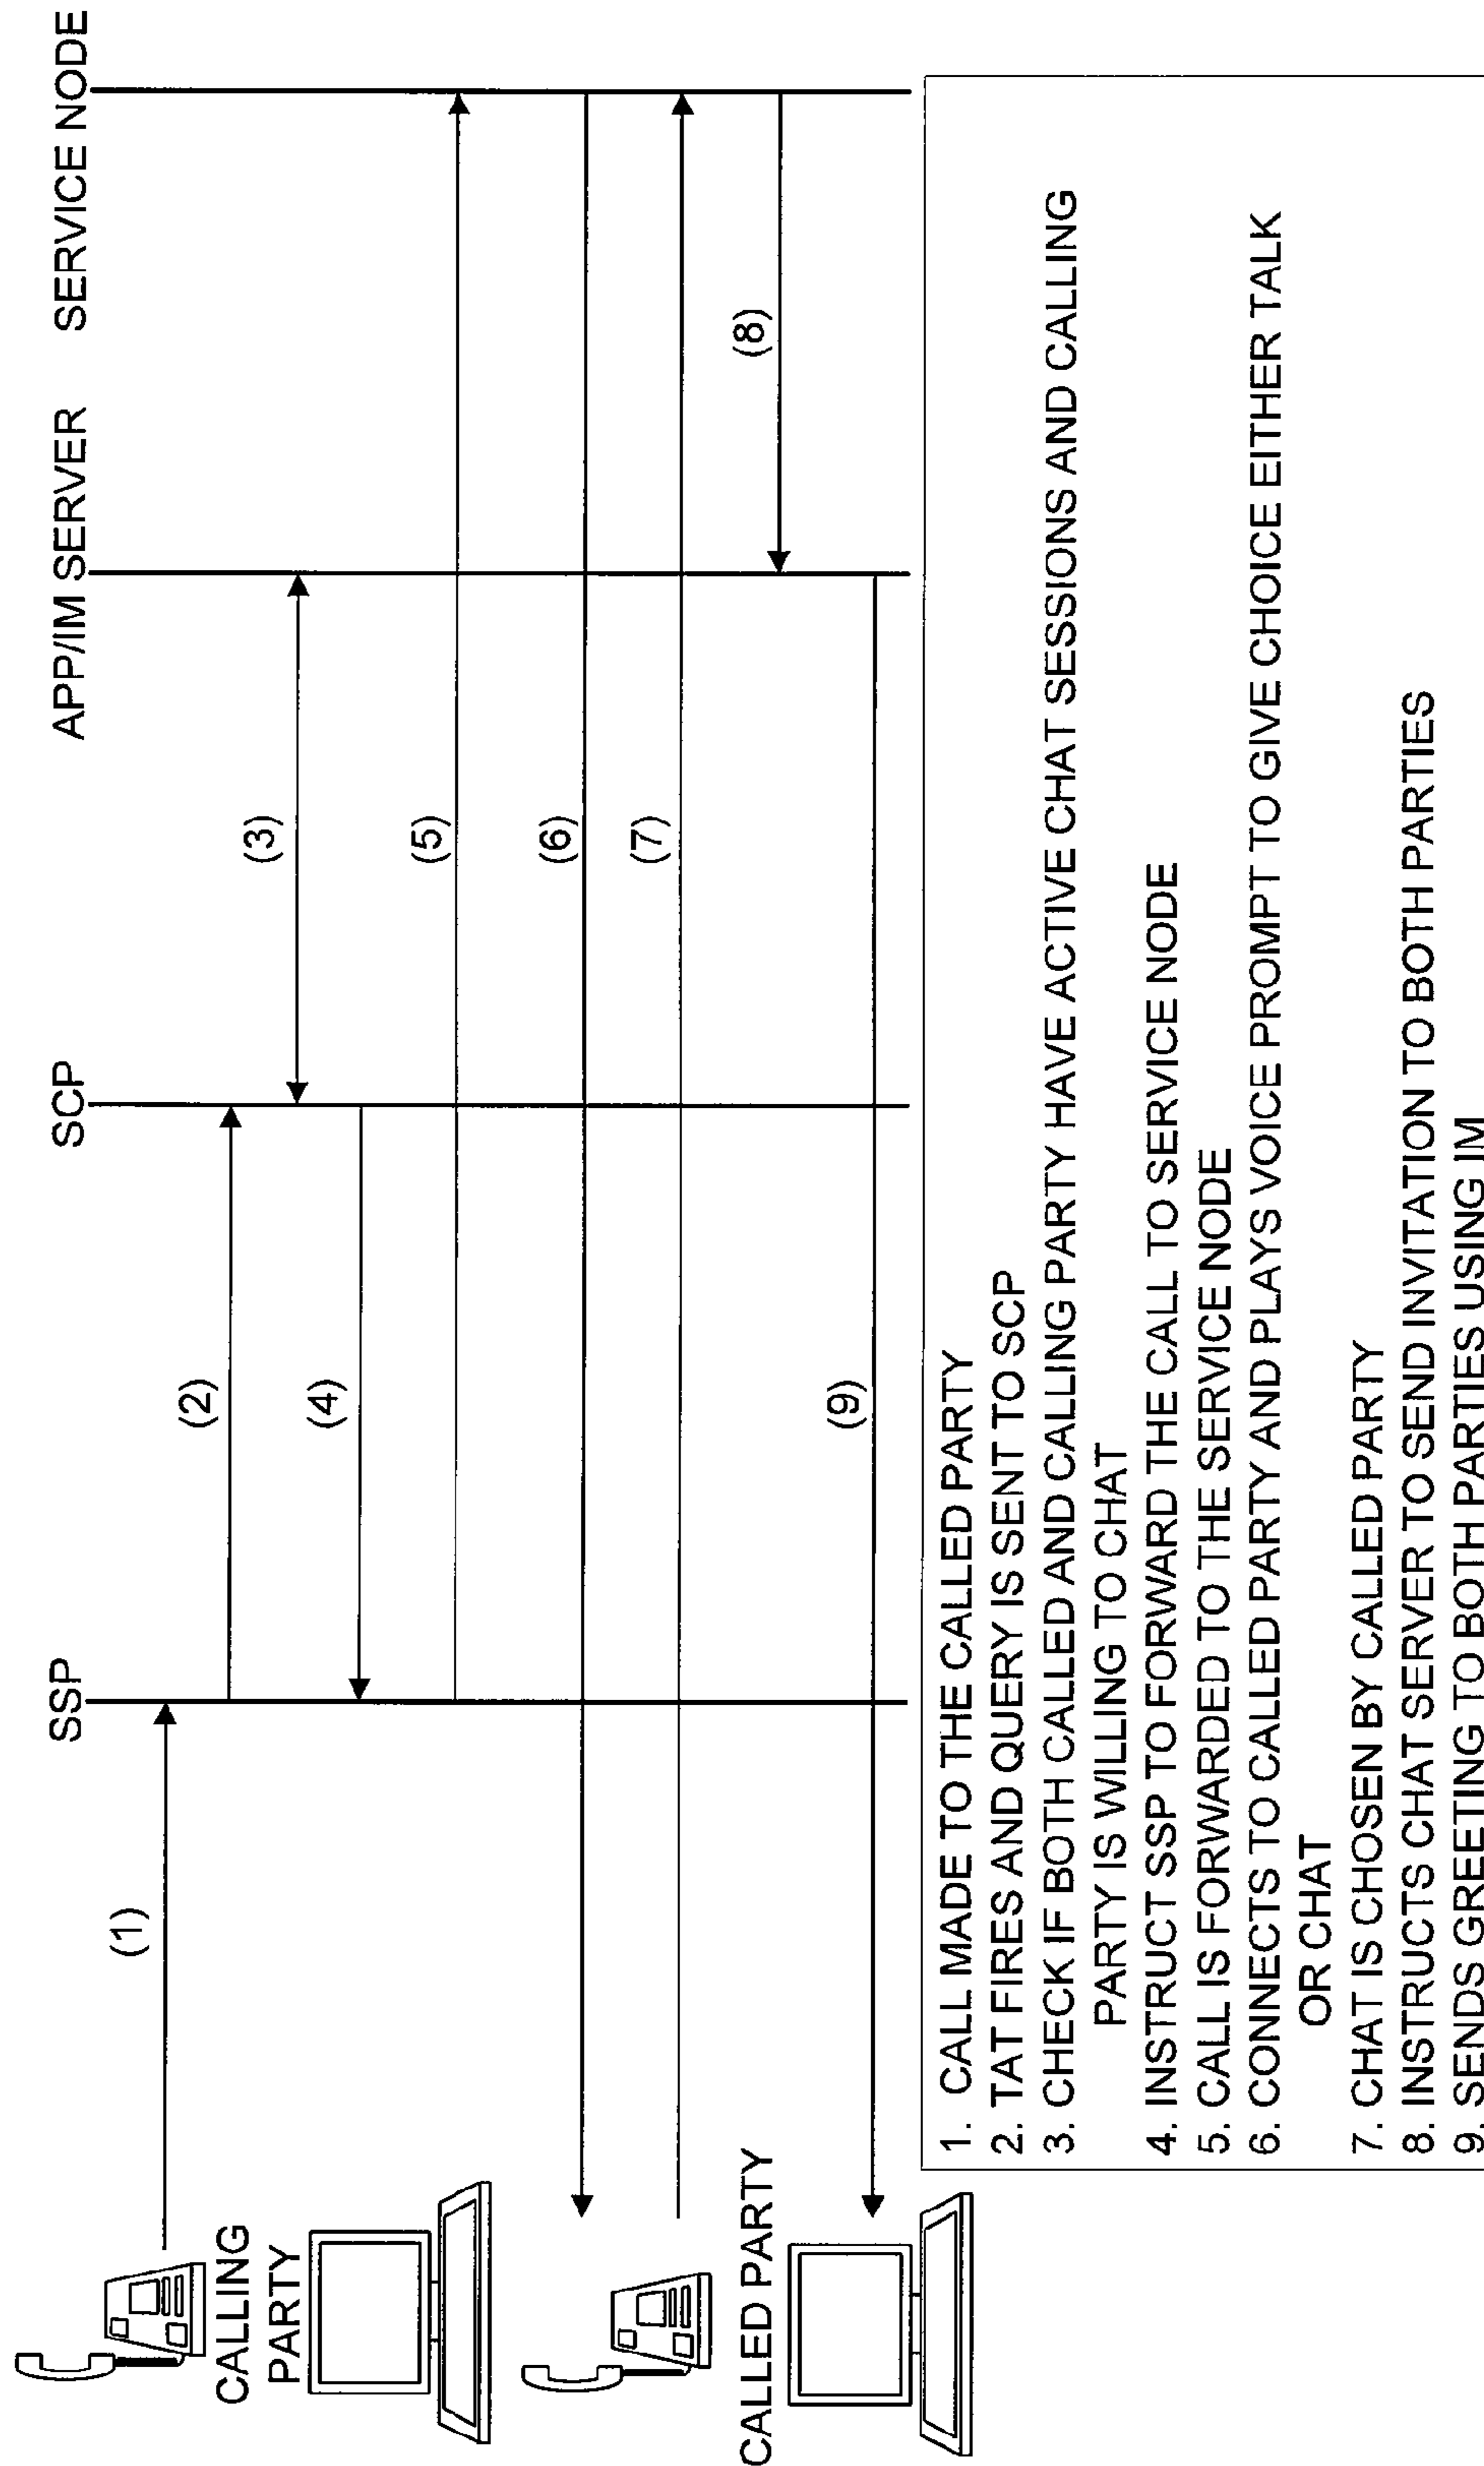 SSP
SCP
APP/IM SERVER
SERVICE NODE
(1)
CALLING
PARTY
(2)
(3)
(4)
(5)
(6)
(7)
(8)
CALLED PARTY
(9)
1. CALL MADE TO THE CALLED PARTY
2. TAT FIRES AND QUERY IS SENT TO SCP
3. CHECK IF BOTH CALLED AND CALLING PARTY HAVE ACTIVE CHAT SESSIONS AND CALLING
PARTY IS WILLING TO CHAT
4. INSTRUCT SSP TO FORWARD THE CALL TO SERVICE NODE
5. CALL IS FORWARDED TO THE SERVICE NODE
6. CONNECTS TO CALLED PARTY AND PLAYS VOICE PROMPT TO GIVE CHOICE EITHER TALK
OR CHAT
7. CHAT IS CHOSEN BY CALLED PARTY
8. INSTRUCTS CHAT SERVER TO SEND INVITATION TO BOTH PARTIES
9. SENDS GREETING TO BOTH PARTIES USING IM